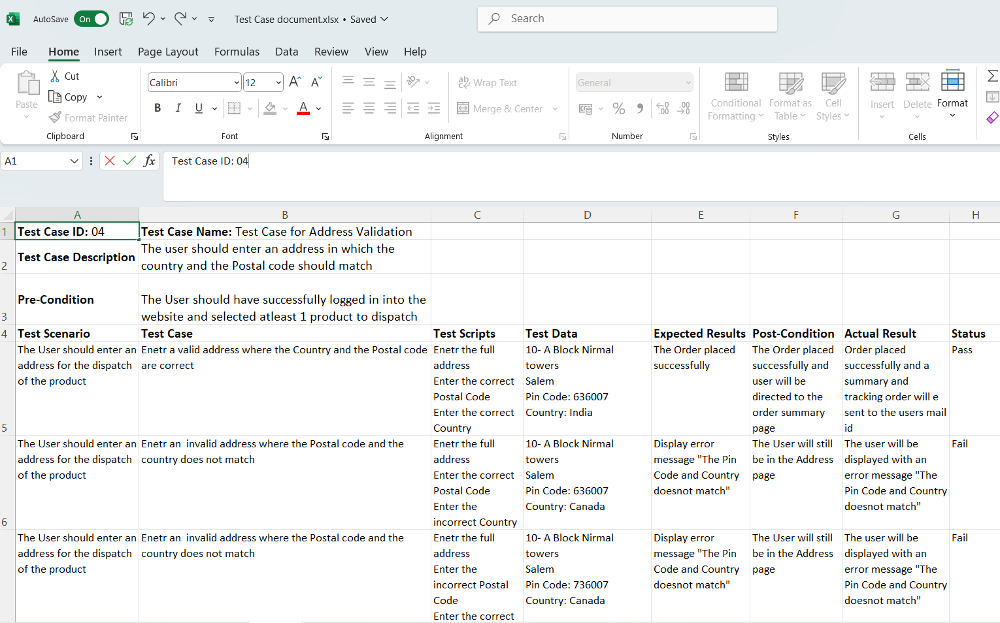 AutoSave On Test Case document.xlsx • Saved Search
File Home Insert Page Layout Formulas Data Review View Help
Paste Cut Copy Format Painter Clipboard
Calibri 12 B I U A Font
ab Wrap Text Merge & Center Alignment
General % Number
Conditional Formatting Format as Table Cell Styles Styles
Insert Delete Format Cells
A1 fx Test Case ID: 04
A B C D E F G H
1 Test Case ID: 04 Test Case Name: Test Case for Address Validation
2 Test Case Description
The user should enter an address in which the
country and the Postal code should match
3 Pre-Condition
The User should have successfully logged in into the
website and selected atleast 1 product to dispatch
4 Test Scenario Test Case Test Scripts Test Data Expected Results Post-Condition Actual Result Status
5
The User should enter an
address for the dispatch
of the product
Enetr a valid address where the Country and the Postal code
are correct
Enetr the full
address
Enter the correct
Postal Code
Enter the correct
Country
10- A Block Nirmal
towers
Salem
Pin Code: 636007
Country: India
The Order placed
successfully
The Order placed
successfully and
user will be
directed to the
order summary
page
Order placed
successfully and a
summary and
tracking order will e
sent to the users mail
id
Pass
6
The User should enter an
address for the dispatch
of the product
Enetr an  invalid address where the Postal code and the
country does not match
Enetr the full
address
Enter the correct
Postal Code
Enter the
incorrect Country
10- A Block Nirmal
towers
Salem
Pin Code: 636007
Country: Canada
Display error
message "The Pin
Code and Country
doesnot match"
The User will still
be in the Address
page
The user will be
displayed with an
error message "The
Pin Code and Country
doesnot match"
Fail
The User should enter an
address for the dispatch
of the product
Enetr an  invalid address where the Postal code and the
country does not match
Enetr the full
address
Enter the
incorrect Postal
Code
Enter the correct
10- A Block Nirmal
towers
Salem
Pin Code: 736007
Country: Canada
Display error
message "The Pin
Code and Country
doesnot match"
The User will still
be in the Address
page
The user will be
displayed with an
error message "The
Pin Code and Country
doesnot match"
Fail